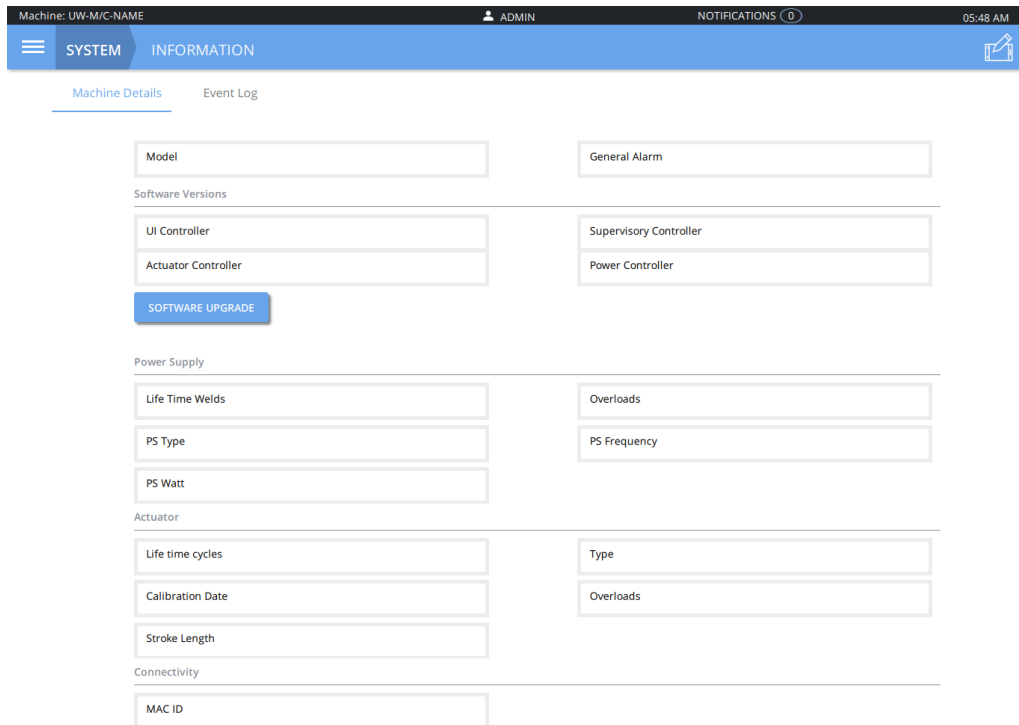 Machine: UW-M/C-NAME ADMIN NOTIFICATIONS 0 05:48 AM
SYSTEM INFORMATION
Machine Details Event Log
Model General Alarm
Software Versions
UI Controller Supervisory Controller
Actuator Controller Power Controller
SOFTWARE UPGRADE
Power Supply
Life Time Welds Overloads
PS Type PS Frequency
PS Watt
Actuator
Life time cycles Type
Calibration Date Overloads
Stroke Length
Connectivity
MAC ID